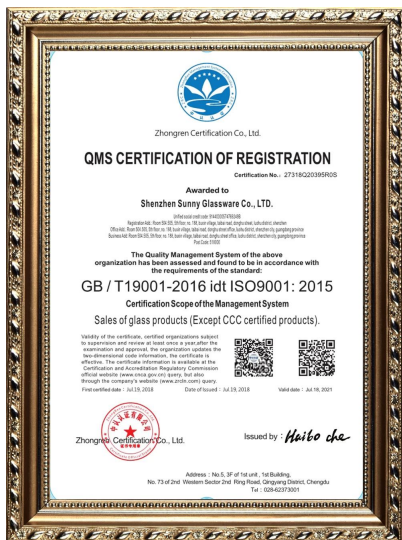 Zhongren Certification Co., Ltd.
QMS CERTIFICATION OF REGISTRATION
Certification No.: 27318Q20395R0S
Awarded to
Shenzhen Sunny Glassware Co., LTD.
The Quality Management System of the above
organization has been assessed and found to be in accordance with
the requirements of the standard:
GB / T19001-2016 idt ISO9001: 2015
Certification Scope of the Management System
Sales of glass products (Except CCC certified products).
Validity of the certificate, certified organizations subject
to supervision and review at least once a year.after the
examination and approval, the organization updates the
two-dimensional code information, the certificate is
effective. The certificate information is available at the
Certification and Accreditation Regulatory Commission
official website (www.cnca.gov.cn) query, but also
through the company's website (www.zrcln.com) query.
First certified date : Jul.19, 2018 Date of Issued : Jul.19, 2018 Valid date : Jul.18, 2021
Zhongren Certification Co., Ltd.
Issued by : Haibo che
Address : No.5, 3F of 1st unit , 1st Building,
No. 73 of 2nd Western Sector 2nd Ring Road, Qingyang District, Chengdu
Tel : 028-62373001